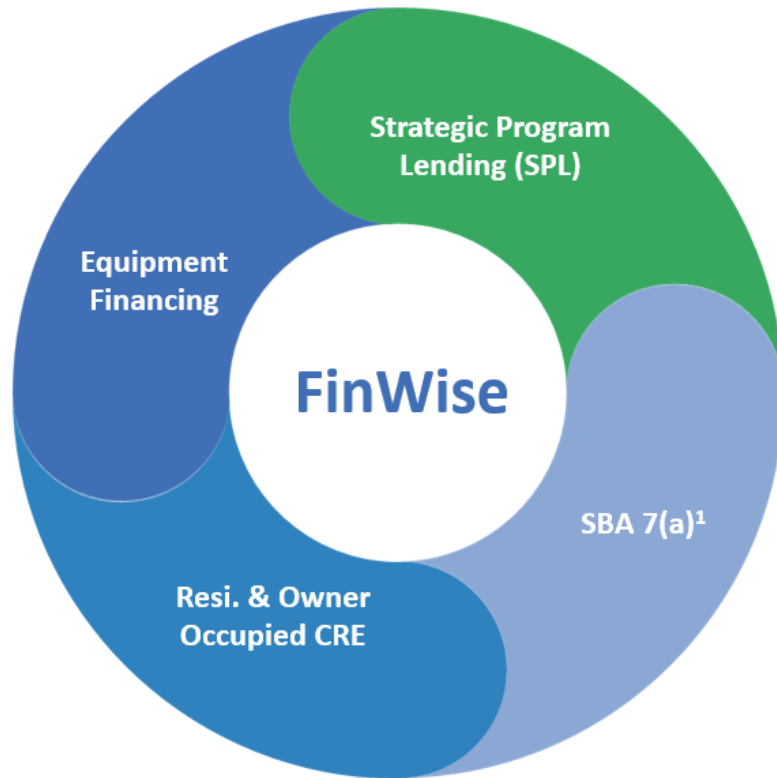 Strategic Program
Lending (SPL)
Equipment
Financing
FinWise
SBA 7(a)¹
Resi. & Owner
Occupied CRE